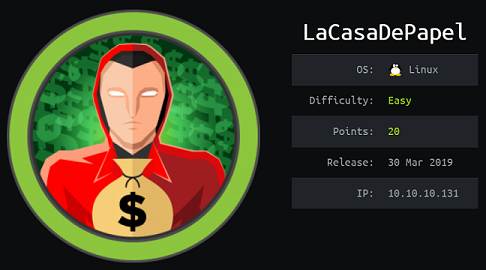 LaCasaDePapel
OS: Linux
Difficulty: Easy
Points: 20
Release: 30 Mar 2019
IP: 10.10.10.131
$